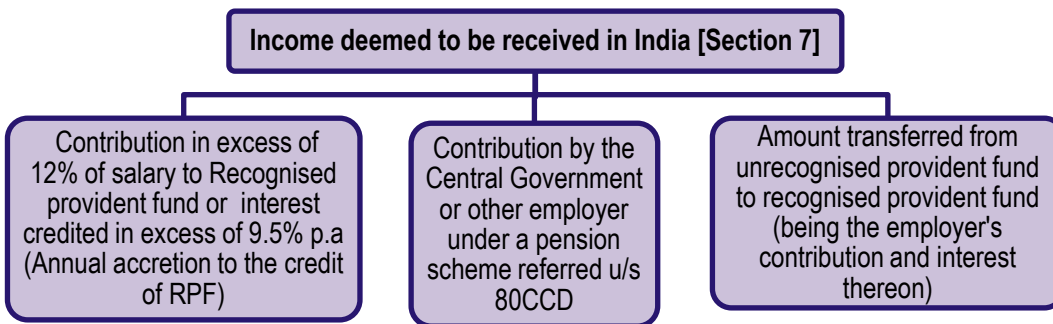 Income deemed to be received in India [Section 7]
Contribution in excess of
12% of salary to Recognised
provident fund or interest
credited in excess of 9.5% p.a
(Annual accretion to the credit
of RPF)
Contribution by the
Central Government
or other employer
under a pension
scheme referred u/s
80CCD
Amount transferred from
unrecognised provident fund
to recognised provident fund
(being the employer's
contribution and interest
thereon)